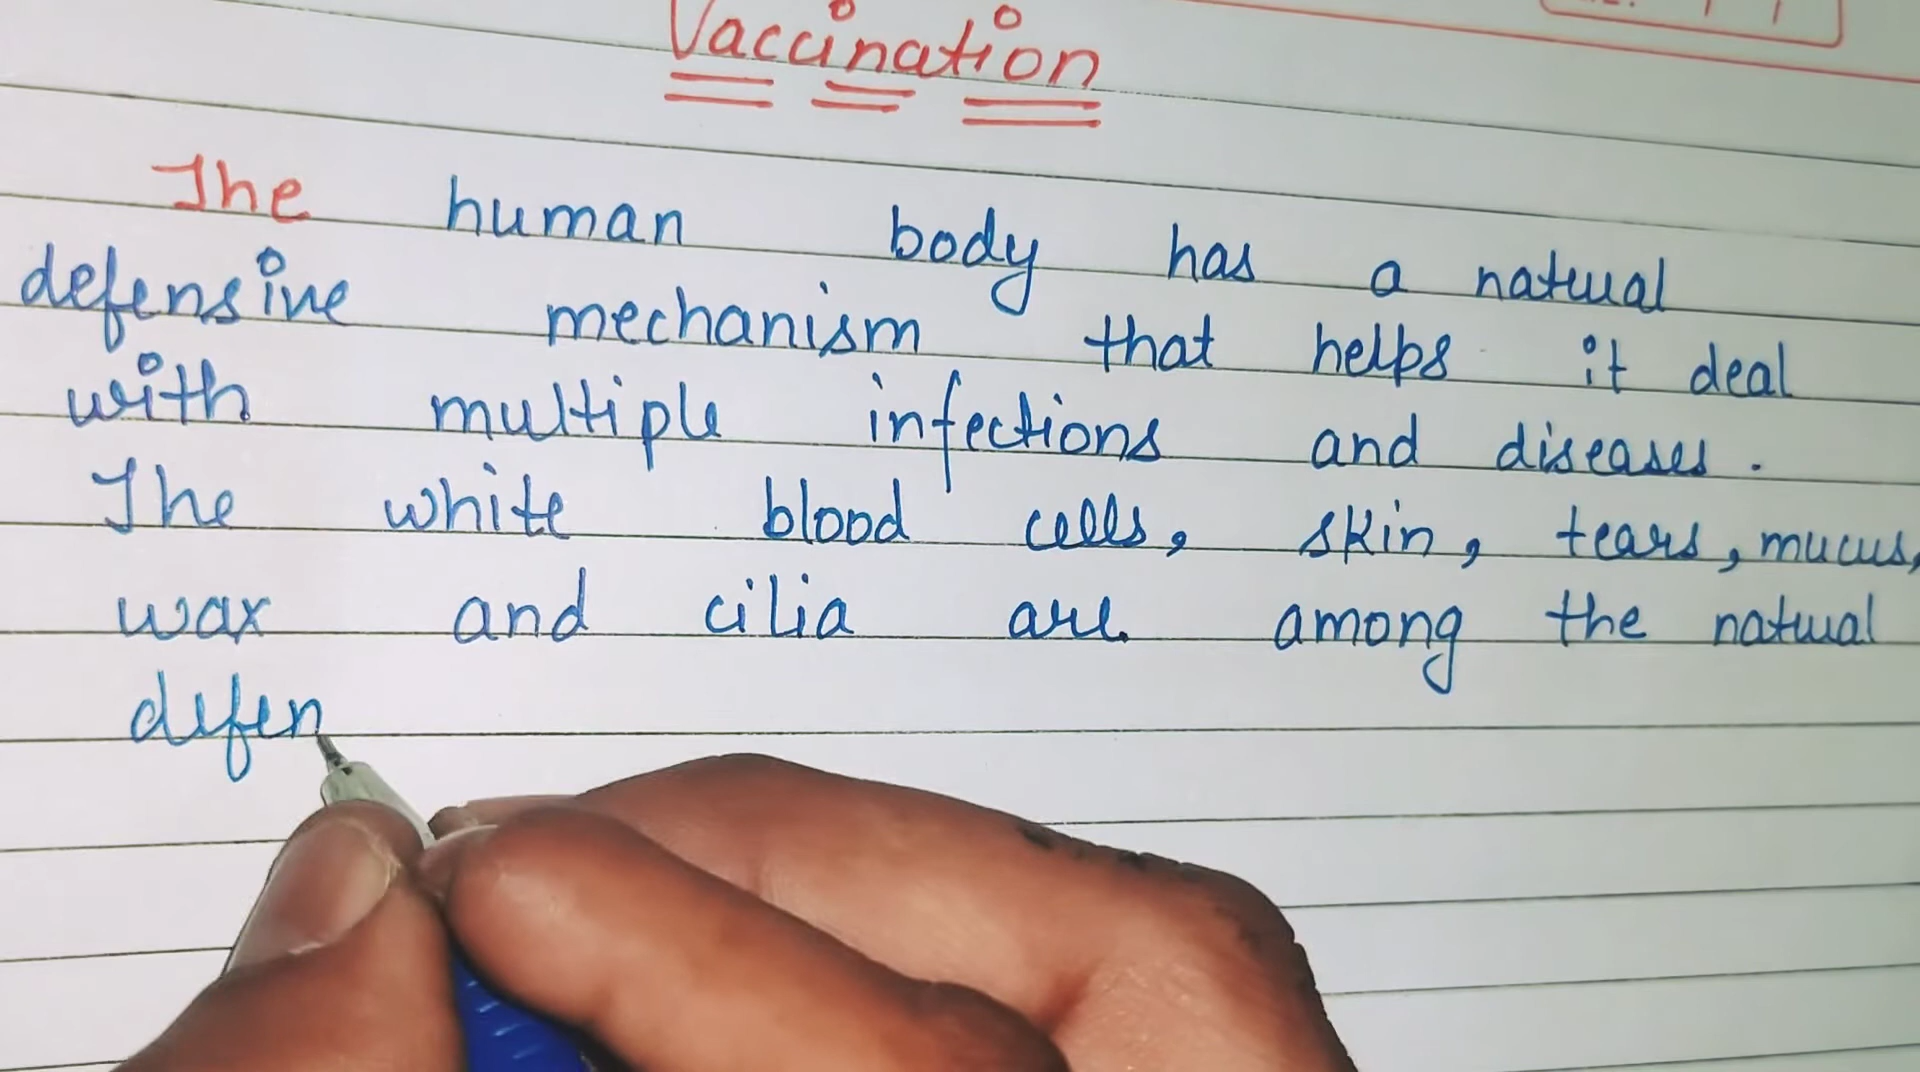 Vaccination
The human body has a natural
defensive mechanism that helps it deal
with multiple infections and diseases.
The white blood cells, skin, tears, mucus,
wax and cilia are among the natural
defen